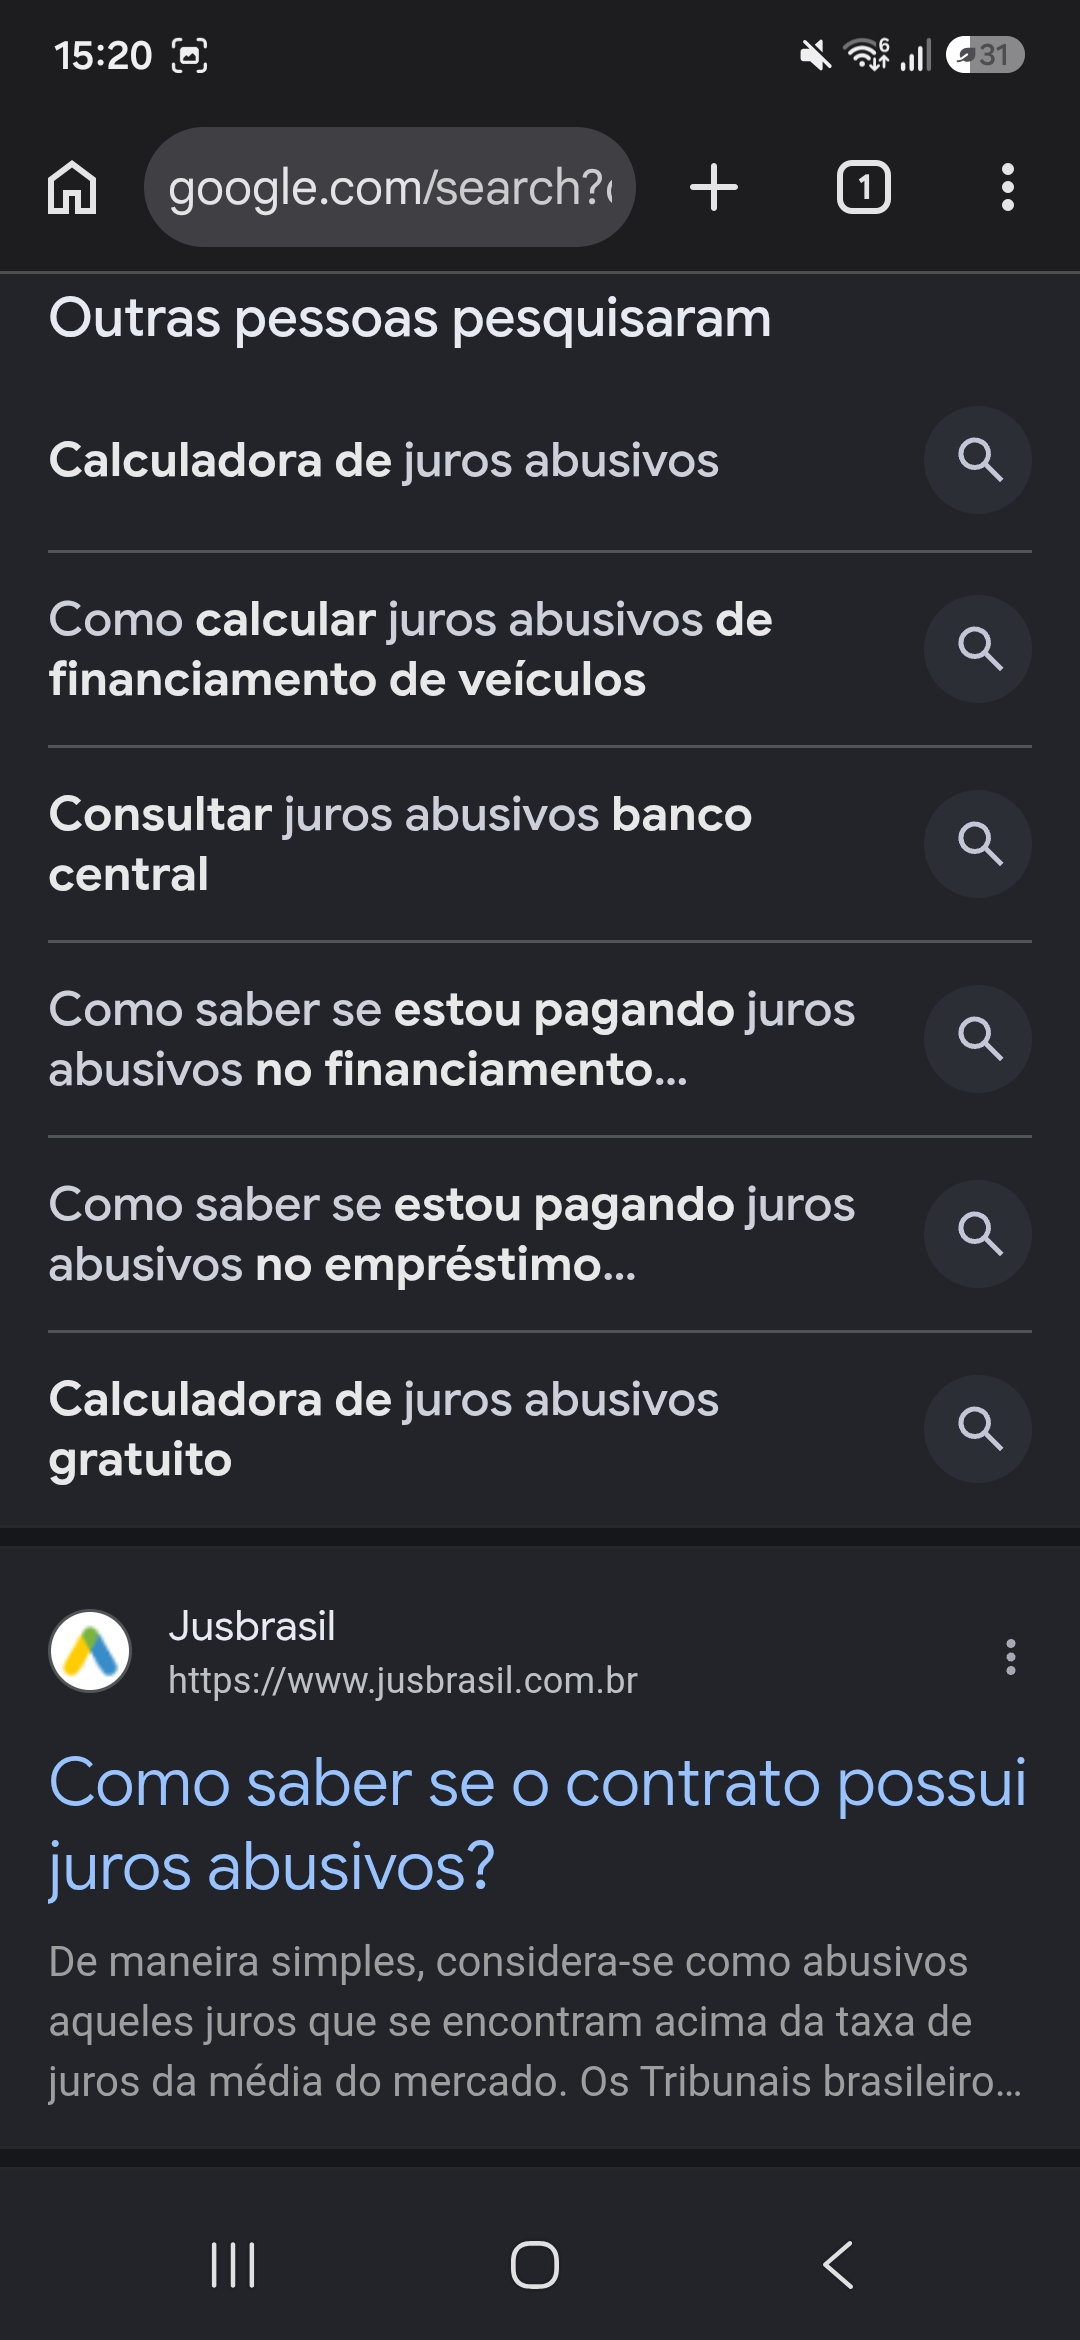 15:20
6
31
google.com/search?
1
Outras pessoas pesquisaram
Calculadora de juros abusivos
Como calcular juros abusivos de
financiamento de veículos
Consultar juros abusivos banco
central
Como saber se estou pagando juros
abusivos no financiamento...
Como saber se estou pagando juros
abusivos no empréstimo...
Calculadora de juros abusivos
gratuito
Jusbrasil
https://www.jusbrasil.com.br
Como saber se o contrato possui
juros abusivos?
De maneira simples, considera-se como abusivos
aqueles juros que se encontram acima da taxa de
juros da média do mercado. Os Tribunais brasileiro...